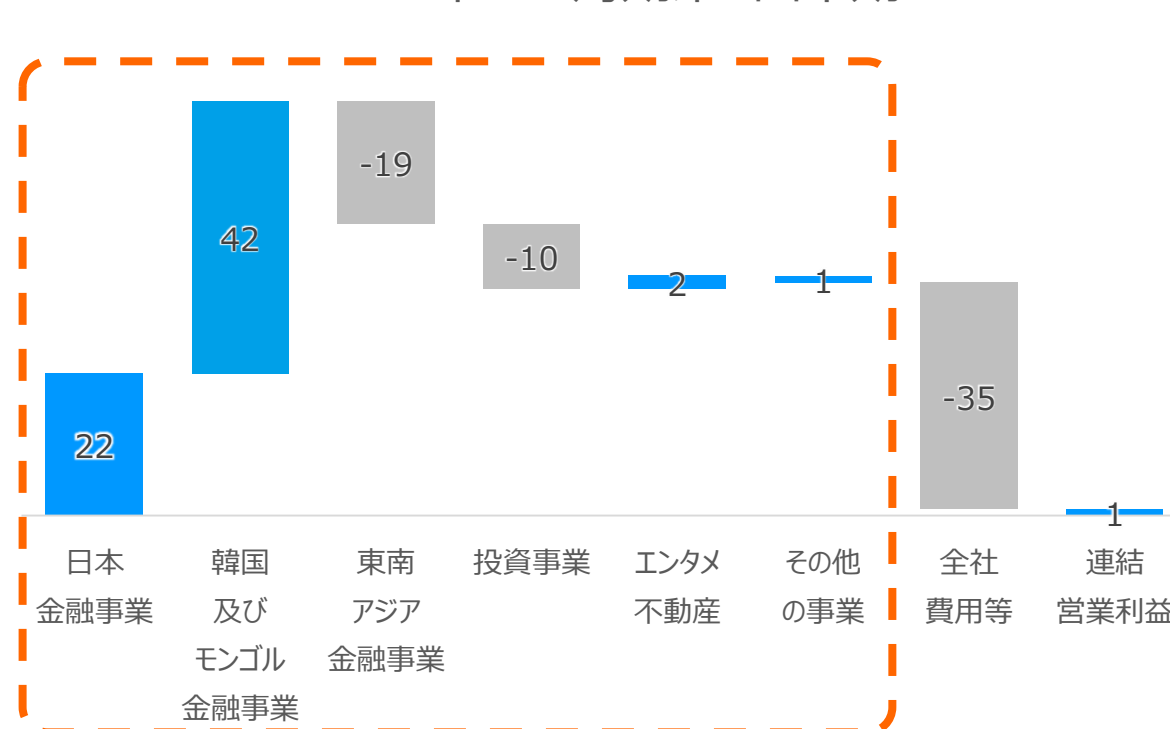 42
-19
-10
2
1
22
-35
1
日本
金融事業
韓国
及び
モンゴル
金融事業
東南
アジア
金融事業
投資事業
エンタメ
不動産
その他
の事業
全社
費用等
連結
営業利益